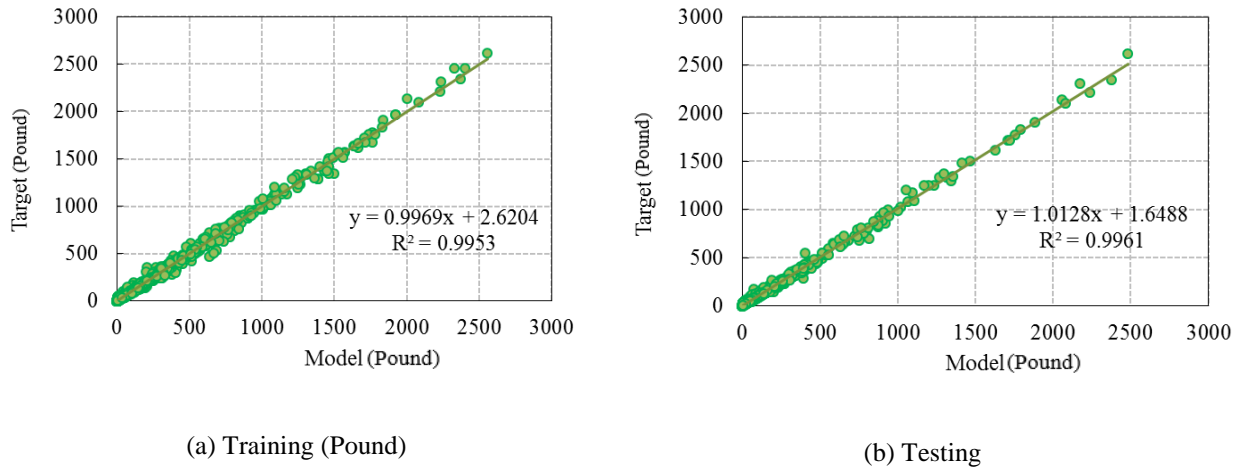 3000
2500
2000
1500
1000
500
0
Target (Pound)
y = 0.9969x + 2.6204
R² = 0.9953
0 500 1000 1500 2000 2500 3000
Model (Pound)
(a) Training (Pound)
3000
2500
2000
1500
1000
500
0
Target (Pound)
y = 1.0128x + 1.6488
R² = 0.9961
0 500 1000 1500 2000 2500 3000
Model (Pound)
(b) Testing